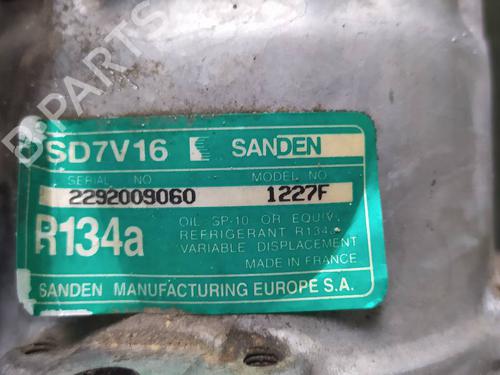 SD7V16 SANDEN
SERIAL NO MODEL NO
2292009060 1227F
R134a
OIL SP-10 OR EQUIV.
REFRIGERANT R134a
VARIABLE DISPLACEMENT
MADE IN FRANCE
SANDEN MANUFACTURING EUROPE S.A.
B-PARTS